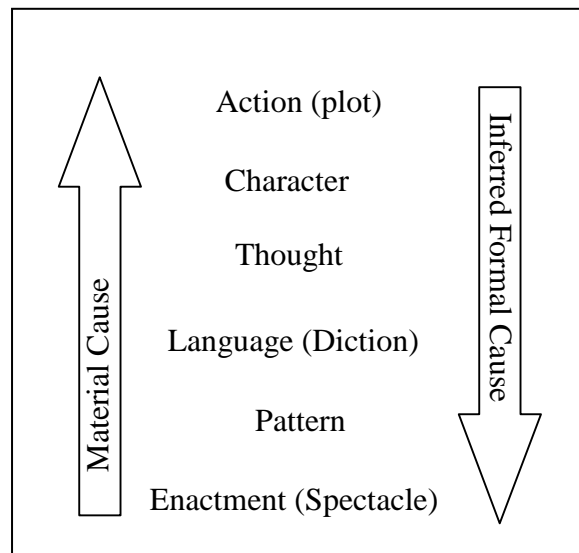 Action (plot)
Character
Thought
Language (Diction)
Pattern
Enactment (Spectacle)
Material Cause
Inferred Formal Cause